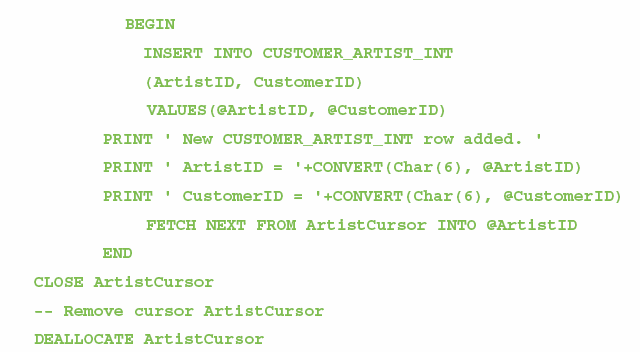 BEGIN
INSERT INTO CUSTOMER_ARTIST_INT
(ArtistID, CustomerID)
VALUES(@ArtistID, @CustomerID)
PRINT ' New CUSTOMER_ARTIST_INT row added. '
PRINT ' ArtistID = '+CONVERT(Char(6), @ArtistID)
PRINT ' CustomerID = '+CONVERT(Char(6), @CustomerID)
FETCH NEXT FROM ArtistCursor INTO @ArtistID
END
CLOSE ArtistCursor
-- Remove cursor ArtistCursor
DEALLOCATE ArtistCursor